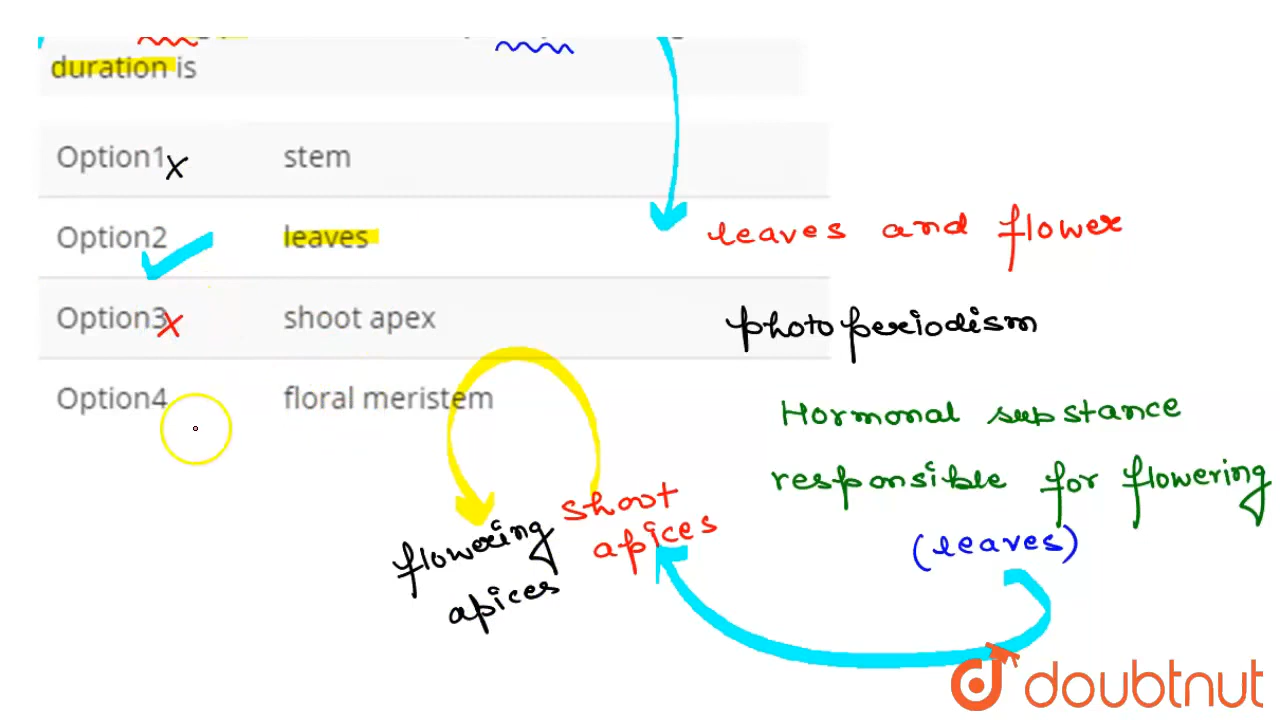 duration is
Option1 x stem
Option2 leaves
leaves and flower
Option3 x shoot apex
photoperiodism
Option4 floral meristem
Hormonal substance
responsible for flowering
(leaves)
shoot
apices
flowering
apices
doubtnut